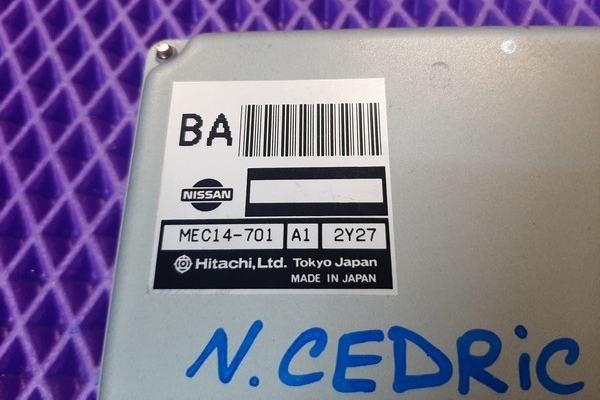 BA
NISSAN
MEC14-701 A1 2Y27
Hitachi, Ltd. Tokyo Japan
MADE IN JAPAN
N.CEDRiC